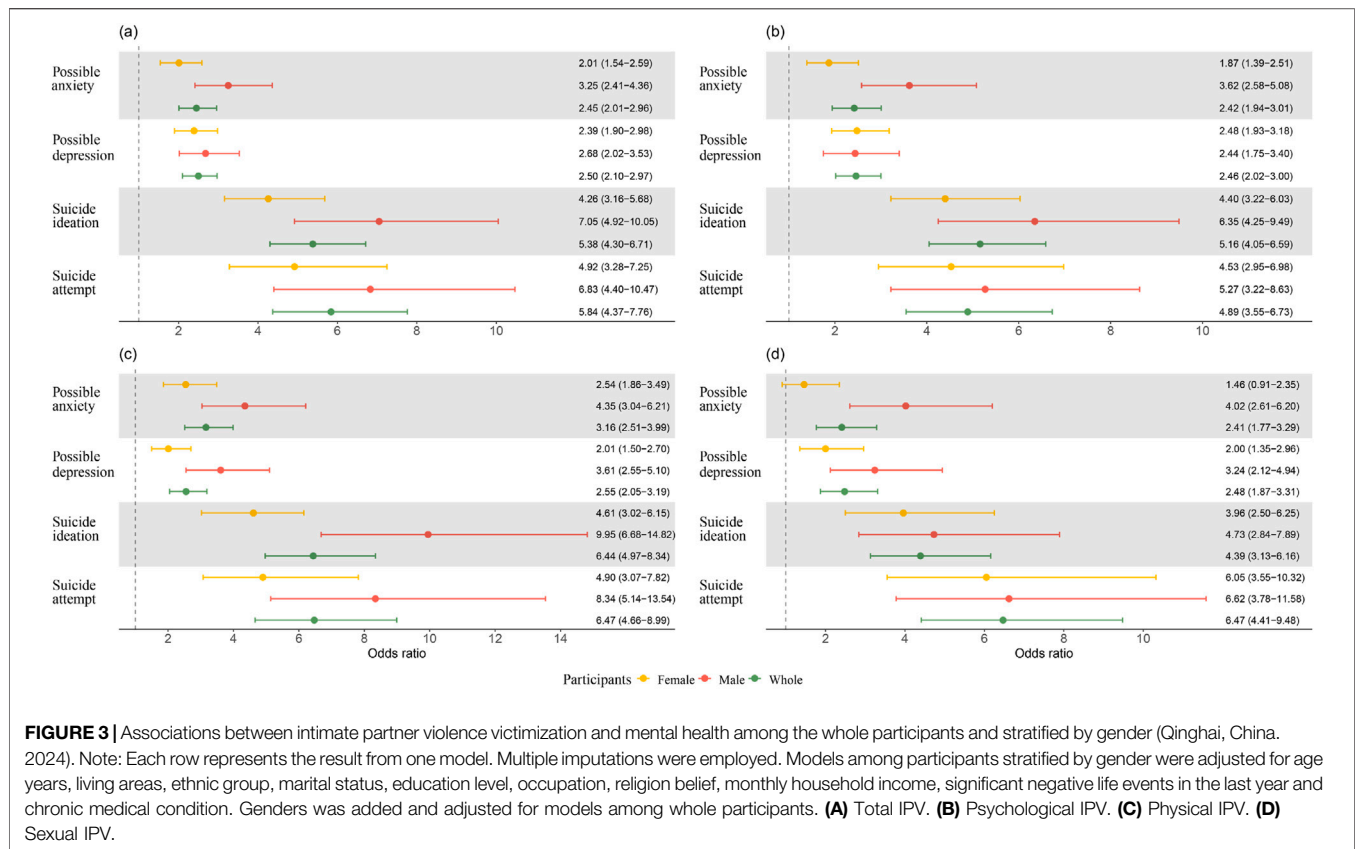 (a)
Possible
anxiety
2.01 (1.54−2.59)
3.25 (2.41−4.36)
2.45 (2.01−2.96)
Possible
depression
2.39 (1.90−2.98)
2.68 (2.02−3.53)
2.50 (2.10−2.97)
Suicide
ideation
4.26 (3.16−5.68)
7.05 (4.92−10.05)
5.38 (4.30−6.71)
Suicide
attempt
4.92 (3.28−7.25)
6.83 (4.40−10.47)
5.84 (4.37−7.76)
2 4 6 8 10
(b)
Possible
anxiety
1.87 (1.39−2.51)
3.62 (2.58−5.08)
2.42 (1.94−3.01)
Possible
depression
2.48 (1.93−3.18)
2.44 (1.75−3.40)
2.46 (2.02−3.00)
Suicide
ideation
4.40 (3.22−6.03)
6.35 (4.25−9.49)
5.16 (4.05−6.59)
Suicide
attempt
4.53 (2.95−6.98)
5.27 (3.22−8.63)
4.89 (3.55−6.73)
2 4 6 8 10
(c)
Possible
anxiety
2.54 (1.86−3.49)
4.35 (3.04−6.21)
3.16 (2.51−3.99)
Possible
depression
2.01 (1.50−2.70)
3.61 (2.55−5.10)
2.55 (2.05−3.19)
Suicide
ideation
4.61 (3.02−6.15)
9.95 (6.68−14.82)
6.44 (4.97−8.34)
Suicide
attempt
4.90 (3.07−7.82)
8.34 (5.14−13.54)
6.47 (4.66−8.99)
2 4 6 8 10 12 14
Odds ratio
(d)
Possible
anxiety
1.46 (0.91−2.35)
4.02 (2.61−6.20)
2.41 (1.77−3.29)
Possible
depression
2.00 (1.35−2.96)
3.24 (2.12−4.94)
2.48 (1.87−3.31)
Suicide
ideation
3.96 (2.50−6.25)
4.73 (2.84−7.89)
4.39 (3.13−6.16)
Suicide
attempt
6.05 (3.55−10.32)
6.62 (3.78−11.58)
6.47 (4.41−9.48)
2 4 6 8 10
Odds ratio
Participants Female Male Whole
FIGURE 3 | Associations between intimate partner violence victimization and mental health among the whole participants and stratified by gender (Qinghai, China.
2024). Note: Each row represents the result from one model. Multiple imputations were employed. Models among participants stratified by gender were adjusted for age
years, living areas, ethnic group, marital status, education level, occupation, religion belief, monthly household income, significant negative life events in the last year and
chronic medical condition. Genders was added and adjusted for models among whole participants. (A) Total IPV. (B) Psychological IPV. (C) Physical IPV. (D)
Sexual IPV.